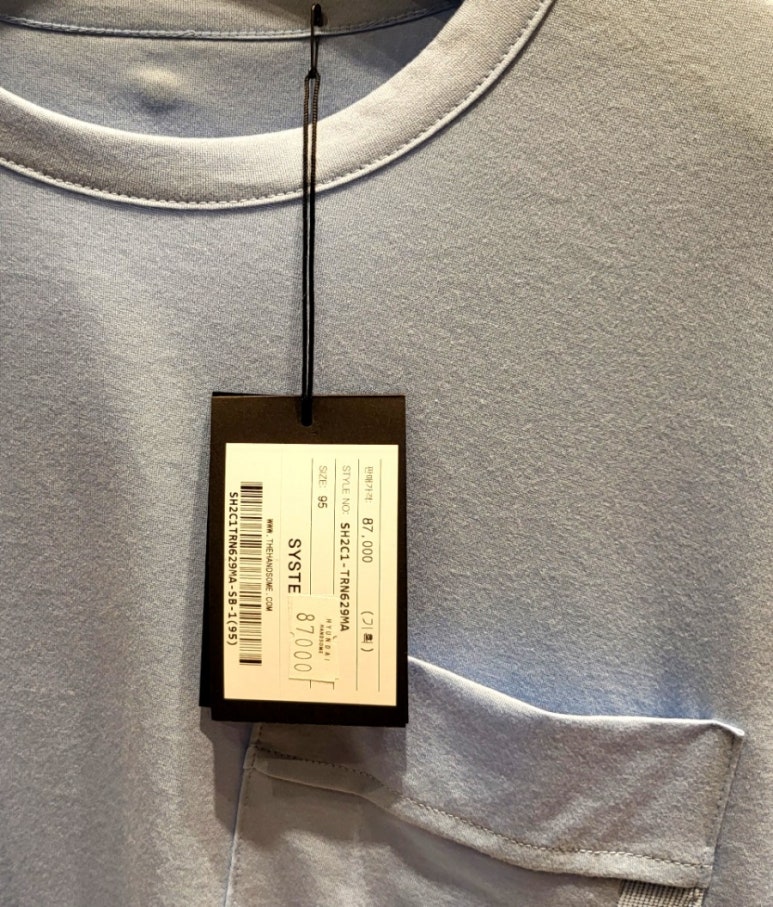 판매가격: 87,000 (기획)
STYLE NO: SH2C1-TRN629MA
SIZE: 95
SYSTE
HYUNDAI
HANDSOME
87,000
WWW.THEHANDSOME.COM
SH2C1TRN629MA-SB-1(95)